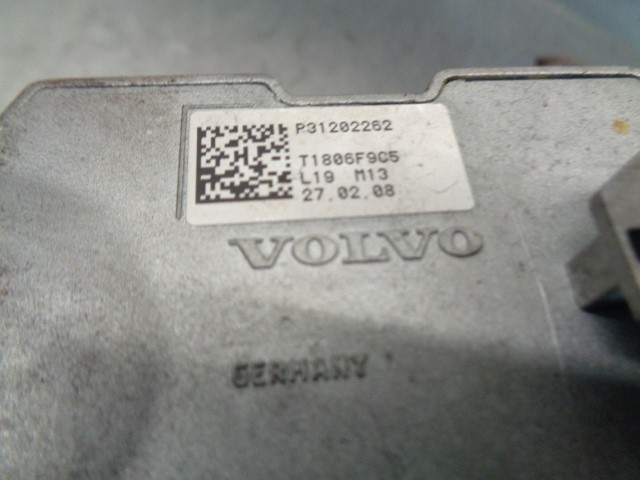 P31202262
T1806F9C5
L19 M13
27.02.08
VOLVO
GERMANY